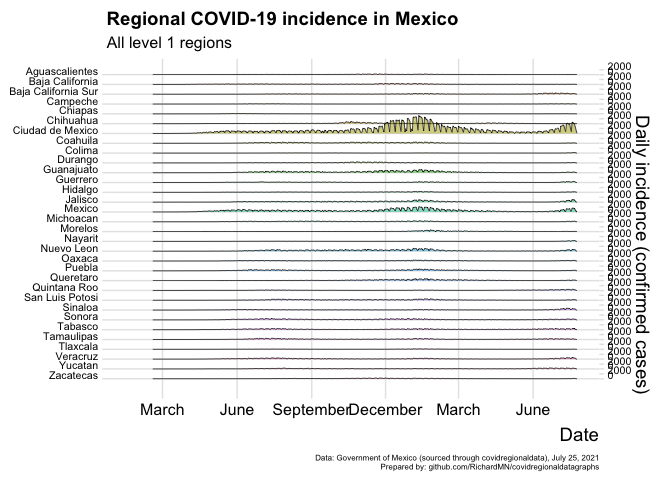 Regional COVID-19 incidence in Mexico
All level 1 regions
Aguascalientes
Baja California
Baja California Sur
Campeche
Chiapas
Chihuahua
Ciudad de Mexico
Coahuila
Colima
Durango
Guanajuato
Guerrero
Hidalgo
Jalisco
Mexico
Michoacan
Morelos
Nayarit
Nuevo Leon
Oaxaca
Puebla
Queretaro
Quintana Roo
San Luis Potosi
Sinaloa
Sonora
Tabasco
Tamaulipas
Tlaxcala
Veracruz
Yucatan
Zacatecas
2000
0
Daily incidence (confirmed cases)
March June September December March June
Date
Data: Government of Mexico (sourced through covidregionaldata), July 25, 2021
Prepared by: github.com/RichardMN/covidregionaldatagraphs